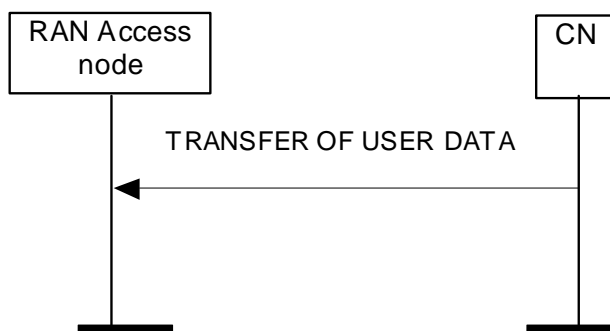 RAN Access
node
CN
TRANSFER OF USER DATA